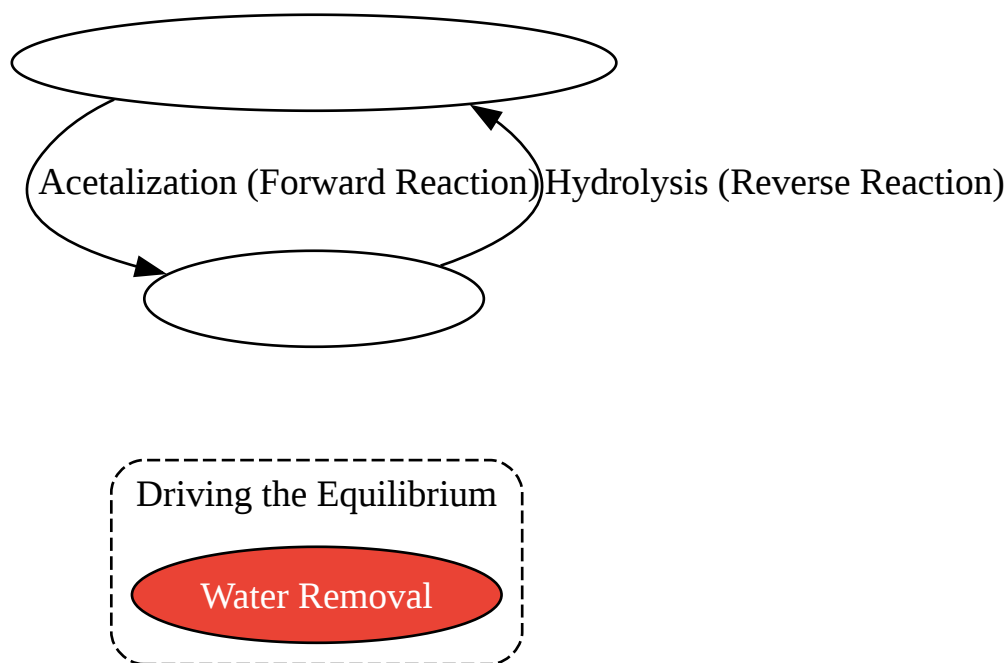 Acetalization (Forward Reaction)
Hydrolysis (Reverse Reaction)
Driving the Equilibrium
Water Removal